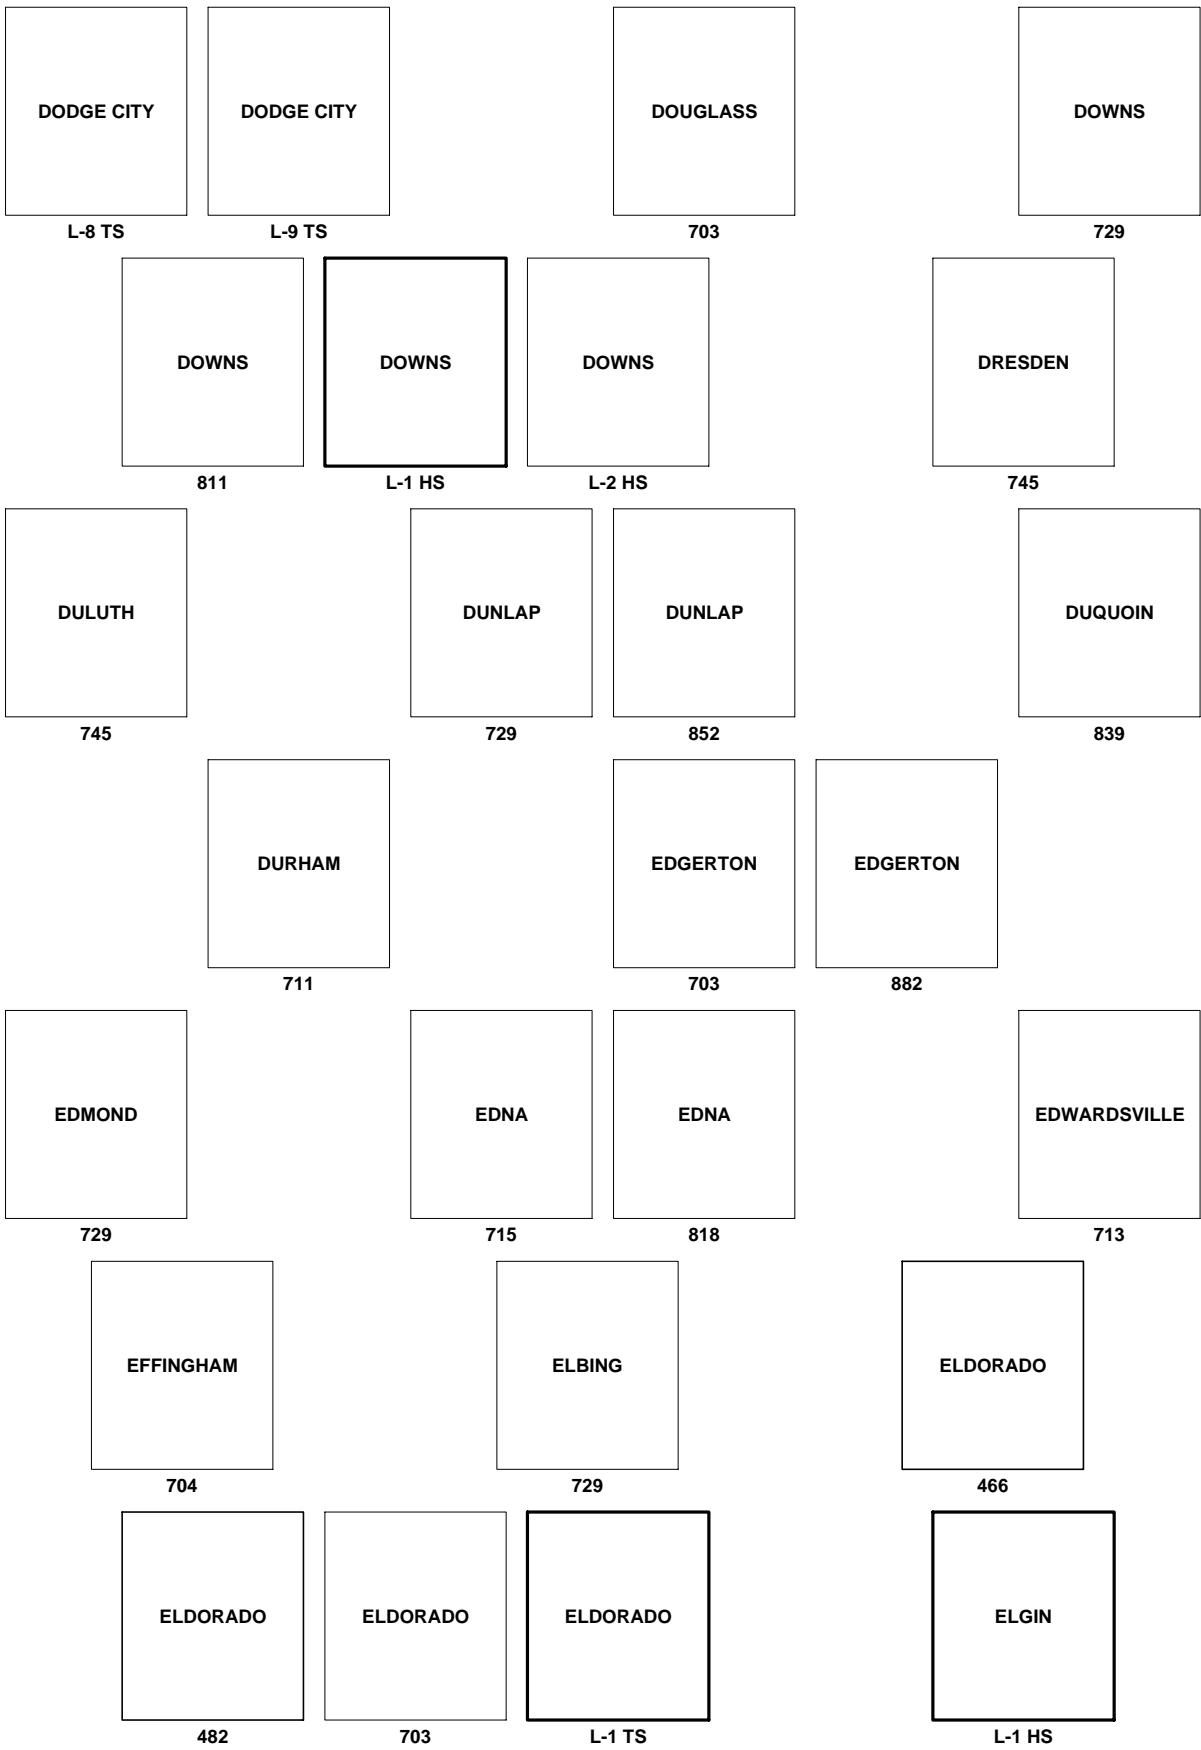 DODGE CITY DODGE CITY DOUGLASS DOWNS
L-8 TS L-9 TS 703 729
DOWNS DOWNS DOWNS DRESDEN
811 L-1 HS L-2 HS 745
DULUTH DUNLAP DUNLAP DUQUOIN
745 729 852 839
DURHAM EDGERTON EDGERTON
711 703 882
EDMOND EDNA EDNA EDWARDSVILLE
729 715 818 713
EFFINGHAM ELBING ELDORADO
704 729 466
ELDORADO ELDORADO ELDORADO ELGIN
482 703 L-1 TS L-1 HS